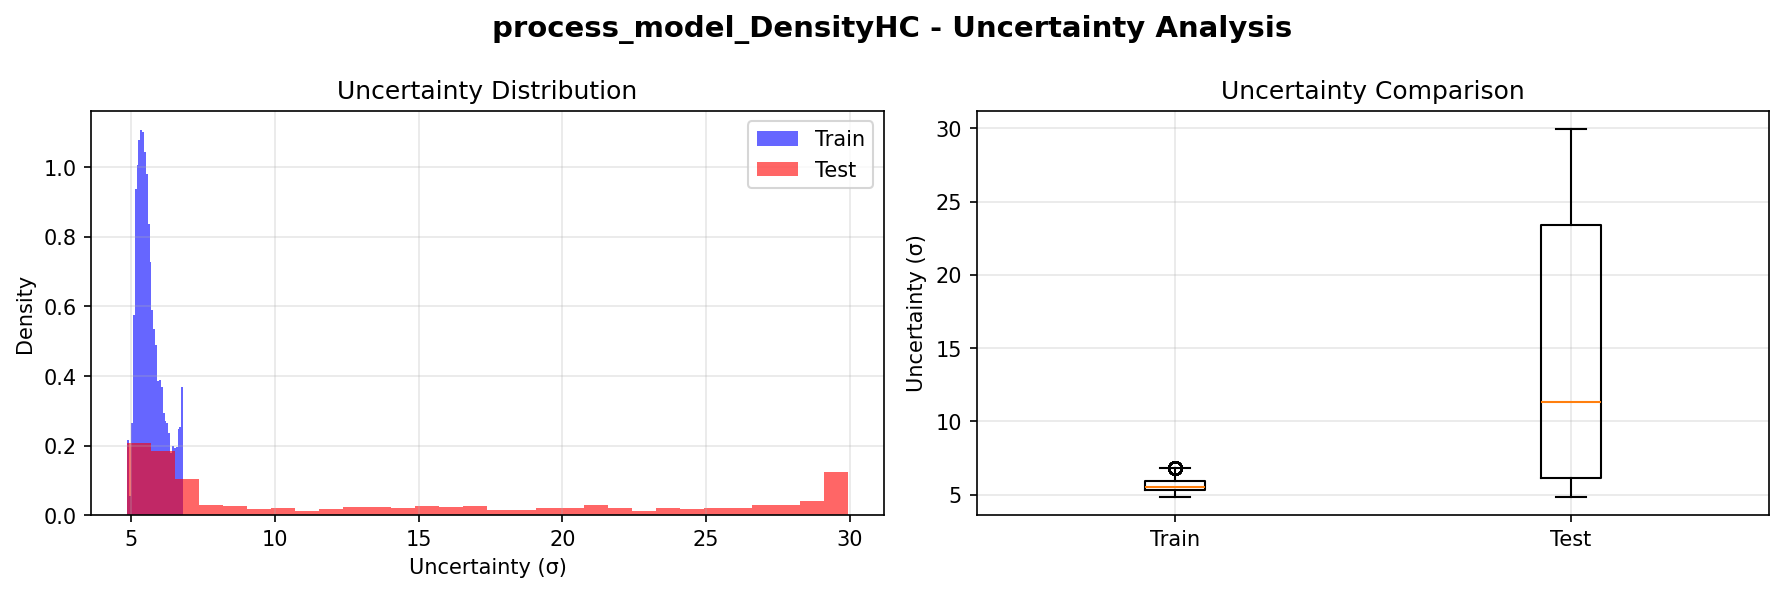 process_model_DensityHC - Uncertainty Analysis
Uncertainty Distribution
Density
1.0
0.8
0.6
0.4
0.2
0.0
5
10
15
20
25
30
Uncertainty (σ)
Train
Test
Uncertainty Comparison
Uncertainty (σ)
30
25
20
15
10
5
Train
Test